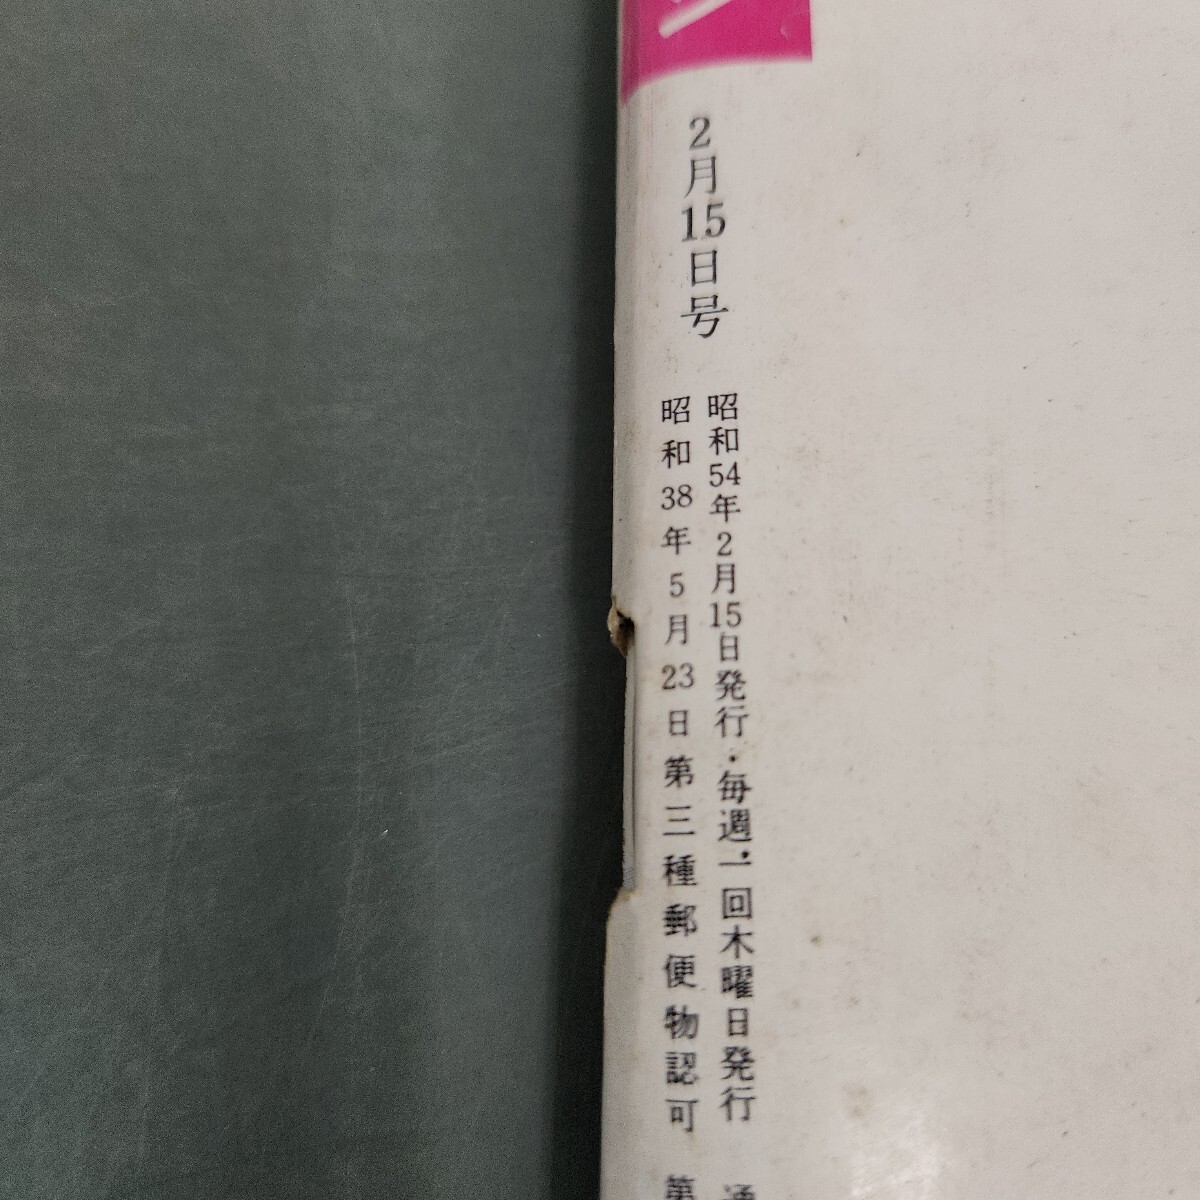 2月15日号
昭和54年2月15日発行・毎週一回木曜日発行
昭和38年5月23日第三種郵便物認可 第